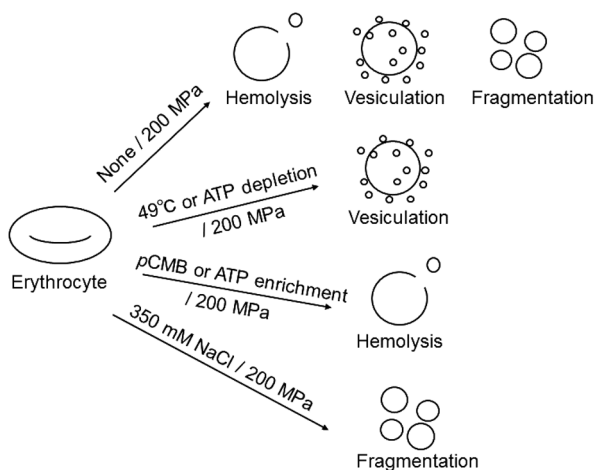 None / 200 MPa
Hemolysis
Vesiculation
Fragmentation
49°C or ATP depletion
/ 200 MPa
Vesiculation
Erythrocyte
pCMB or ATP enrichment
/ 200 MPa
Hemolysis
350 mM NaCl / 200 MPa
Fragmentation